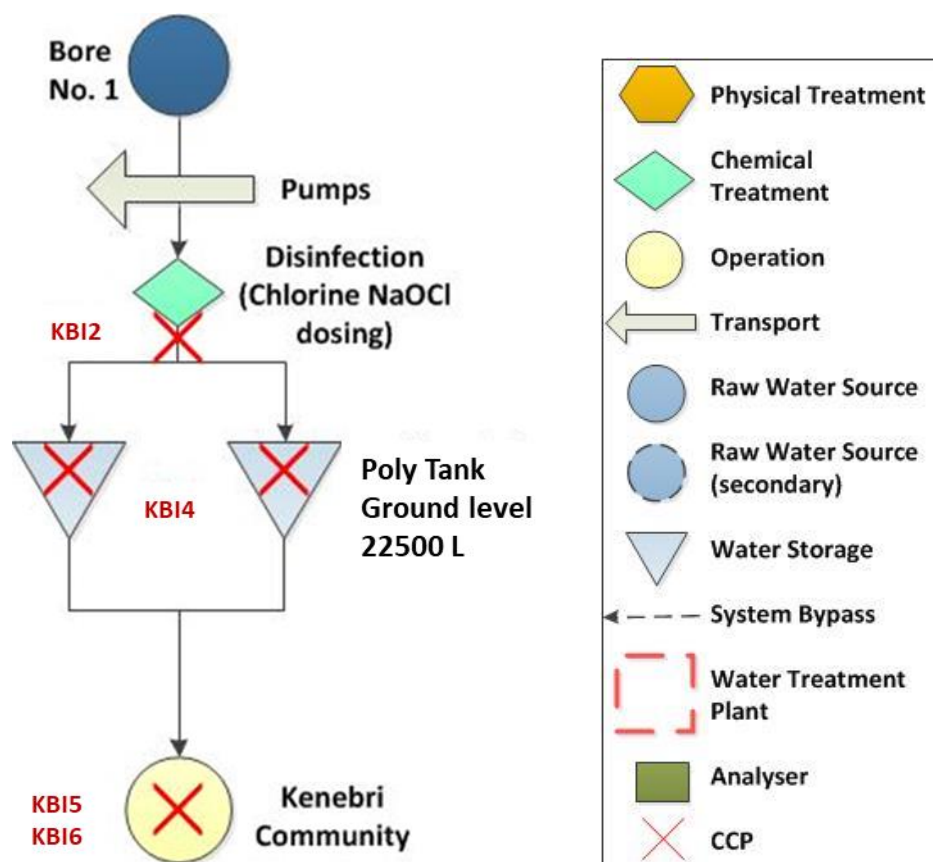 Bore
No. 1
Pumps
Disinfection
(Chlorine NaOCl
dosing)
KBI2
KBI4
Poly Tank
Ground level
22500 L
KBI5
KBI6
Kenebri
Community
Physical Treatment
Chemical
Treatment
Operation
Transport
Raw Water Source
Raw Water Source
(secondary)
Water Storage
System Bypass
Water Treatment
Plant
Analyser
CCP